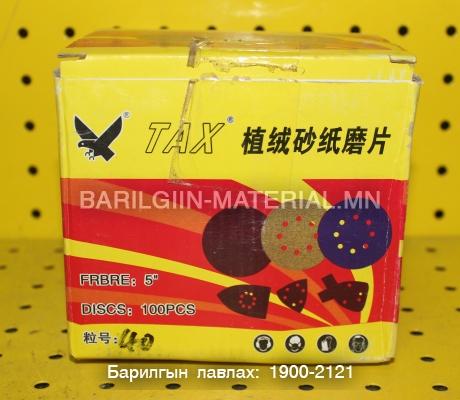 TAX®
植绒砂纸磨片
BARILGIIN-MATERIAL.MN
FRBRE: 5"
DISCS: 100PCS
粒号: 40
Барилгын лавлах: 1900-2121